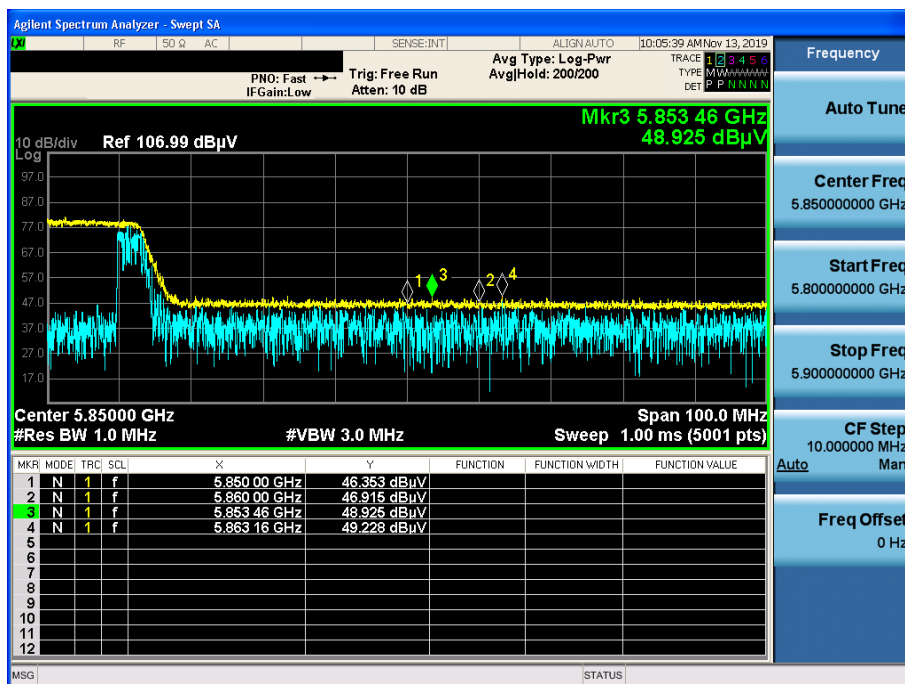 Agilent Spectrum Analyzer - Swept SA
LXI RF 50 Ω AC SENSE:INT ALIGN AUTO 10:05:39 AM Nov 13, 2019
Frequency
PNO: Fast
IFGain:Low
Trig: Free Run
Atten: 10 dB
Avg Type: Log-Pwr
Avg|Hold: 200/200
TRACE 1 2 3 4 5 6
TYPE M W W W W W
DET P P N N N N
Auto Tune
Mkr3 5.853 46 GHz
48.925 dBµV
10 dB/div Ref 106.99 dBµV
Log
97.0
87.0
77.0
67.0
57.0
47.0
37.0
27.0
17.0
1 3 2 4
Center 5.85000 GHz Span 100.0 MHz
#Res BW 1.0 MHz #VBW 3.0 MHz Sweep 1.00 ms (5001 pts)
MKR MODE TRC SCL X Y FUNCTION FUNCTION WIDTH FUNCTION VALUE
1 N 1 f 5.850 00 GHz 46.353 dBµV
2 N 1 f 5.860 00 GHz 46.915 dBµV
3 N 1 f 5.853 46 GHz 48.925 dBµV
4 N 1 f 5.863 16 GHz 49.228 dBµV
5
6
7
8
9
10
11
12
Center Freq
5.850000000 GHz
Start Freq
5.800000000 GHz
Stop Freq
5.900000000 GHz
CF Step
10.000000 MHz
Auto Man
Freq Offset
0 Hz
MSG STATUS